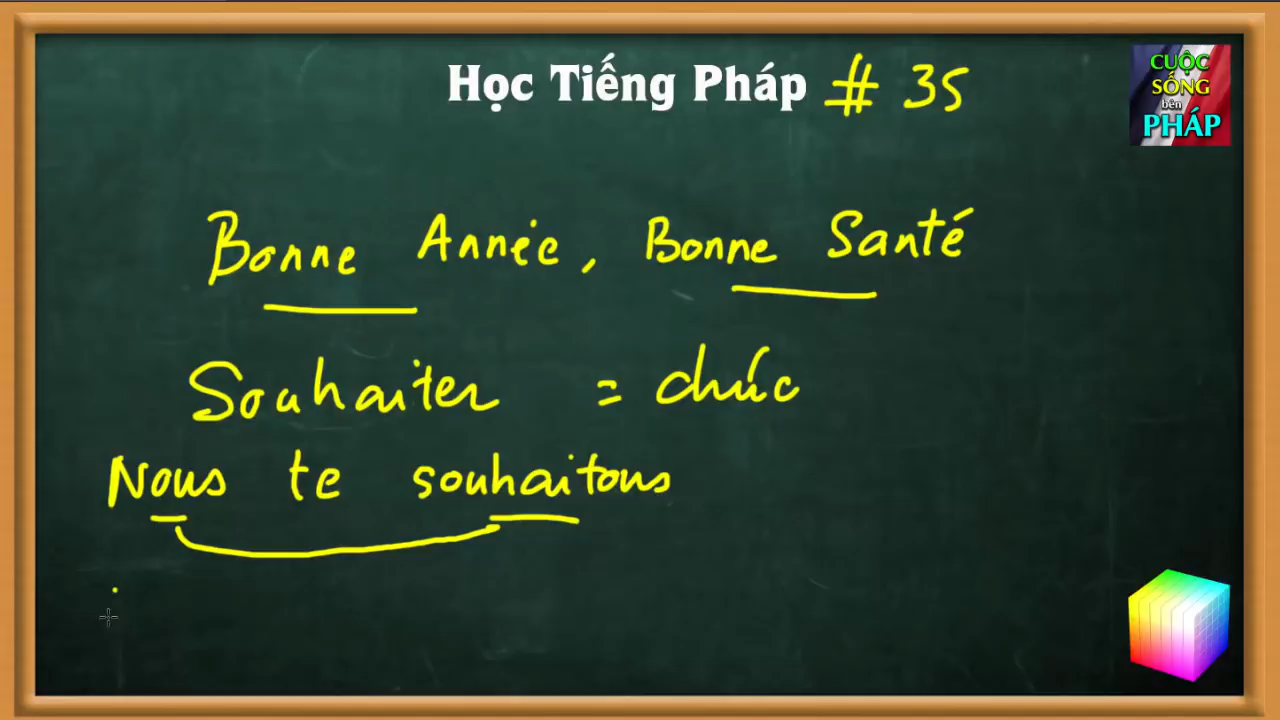 Học Tiếng Pháp # 35
CUỘC
SỐNG
bên
PHÁP
Bonne Année, Bonne Santé
Souhaiter = chúc
Nous te souhaitons